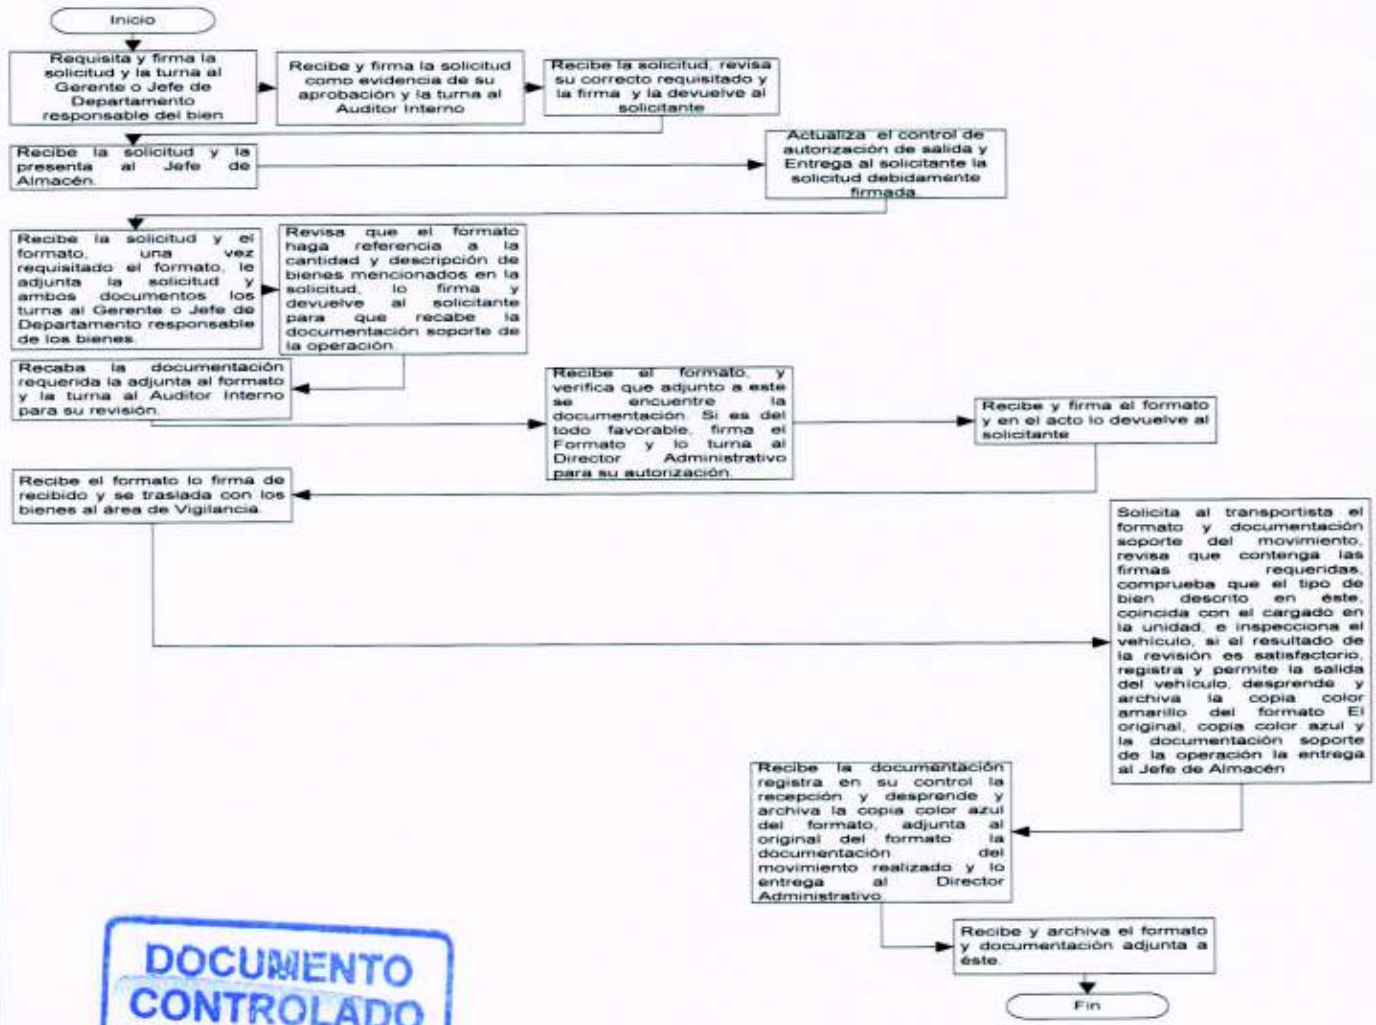 Inicio
Requisita y firma la
solicitud y la turna al
Gerente o Jefe de
Departamento
responsable del bien
Recibe y firma la solicitud
como evidencia de su
aprobación y la turna al
Auditor Interno
Recibe la solicitud, revisa
su correcto requisitado y
la firma y la devuelve al
solicitante
Recibe la solicitud y la
presenta al Jefe de
Almacén.
Actualiza el control de
autorización de salida y
Entrega al solicitante la
solicitud debidamente
firmada.
Recibe la solicitud y el
formato, una vez
requisitado el formato, le
adjunta la solicitud y
ambos documentos los
turna al Gerente o Jefe de
Departamento responsable
de los bienes.
Revisa que el formato
haga referencia a la
cantidad y descripción de
bienes mencionados en la
solicitud, lo firma y
devuelve al solicitante
para que recabe la
documentación soporte de
la operación.
Recaba la documentación
requerida la adjunta al formato
y la turna al Auditor Interno
para su revisión.
Recibe el formato, y
verifica que adjunto a este
se encuentre la
documentación. Si es del
todo favorable, firma el
Formato y lo turna al
Director Administrativo
para su autorización.
Recibe y firma el formato
y en el acto lo devuelve al
solicitante
Recibe el formato lo firma de
recibido y se traslada con los
bienes al área de Vigilancia.
Solicita al transportista el
formato y documentación
soporte del movimiento,
revisa que contenga las
firmas requeridas,
comprueba que el tipo de
bien descrito en éste,
coincida con el cargado en
la unidad, e inspecciona el
vehículo, si el resultado de
la revisión es satisfactorio,
registra y permite la salida
del vehículo, desprende y
archiva la copia color
amarillo del formato El
original, copia color azul y
la documentación soporte
de la operación la entrega
al Jefe de Almacén
Recibe la documentación
registra en su control la
recepción y desprende y
archiva la copia color azul
del formato, adjunta al
original del formato la
documentación del
movimiento realizado y lo
entrega al Director
Administrativo.
Recibe y archiva el formato
y documentación adjunta a
éste.
Fin
DOCUMENTO
CONTROLADO